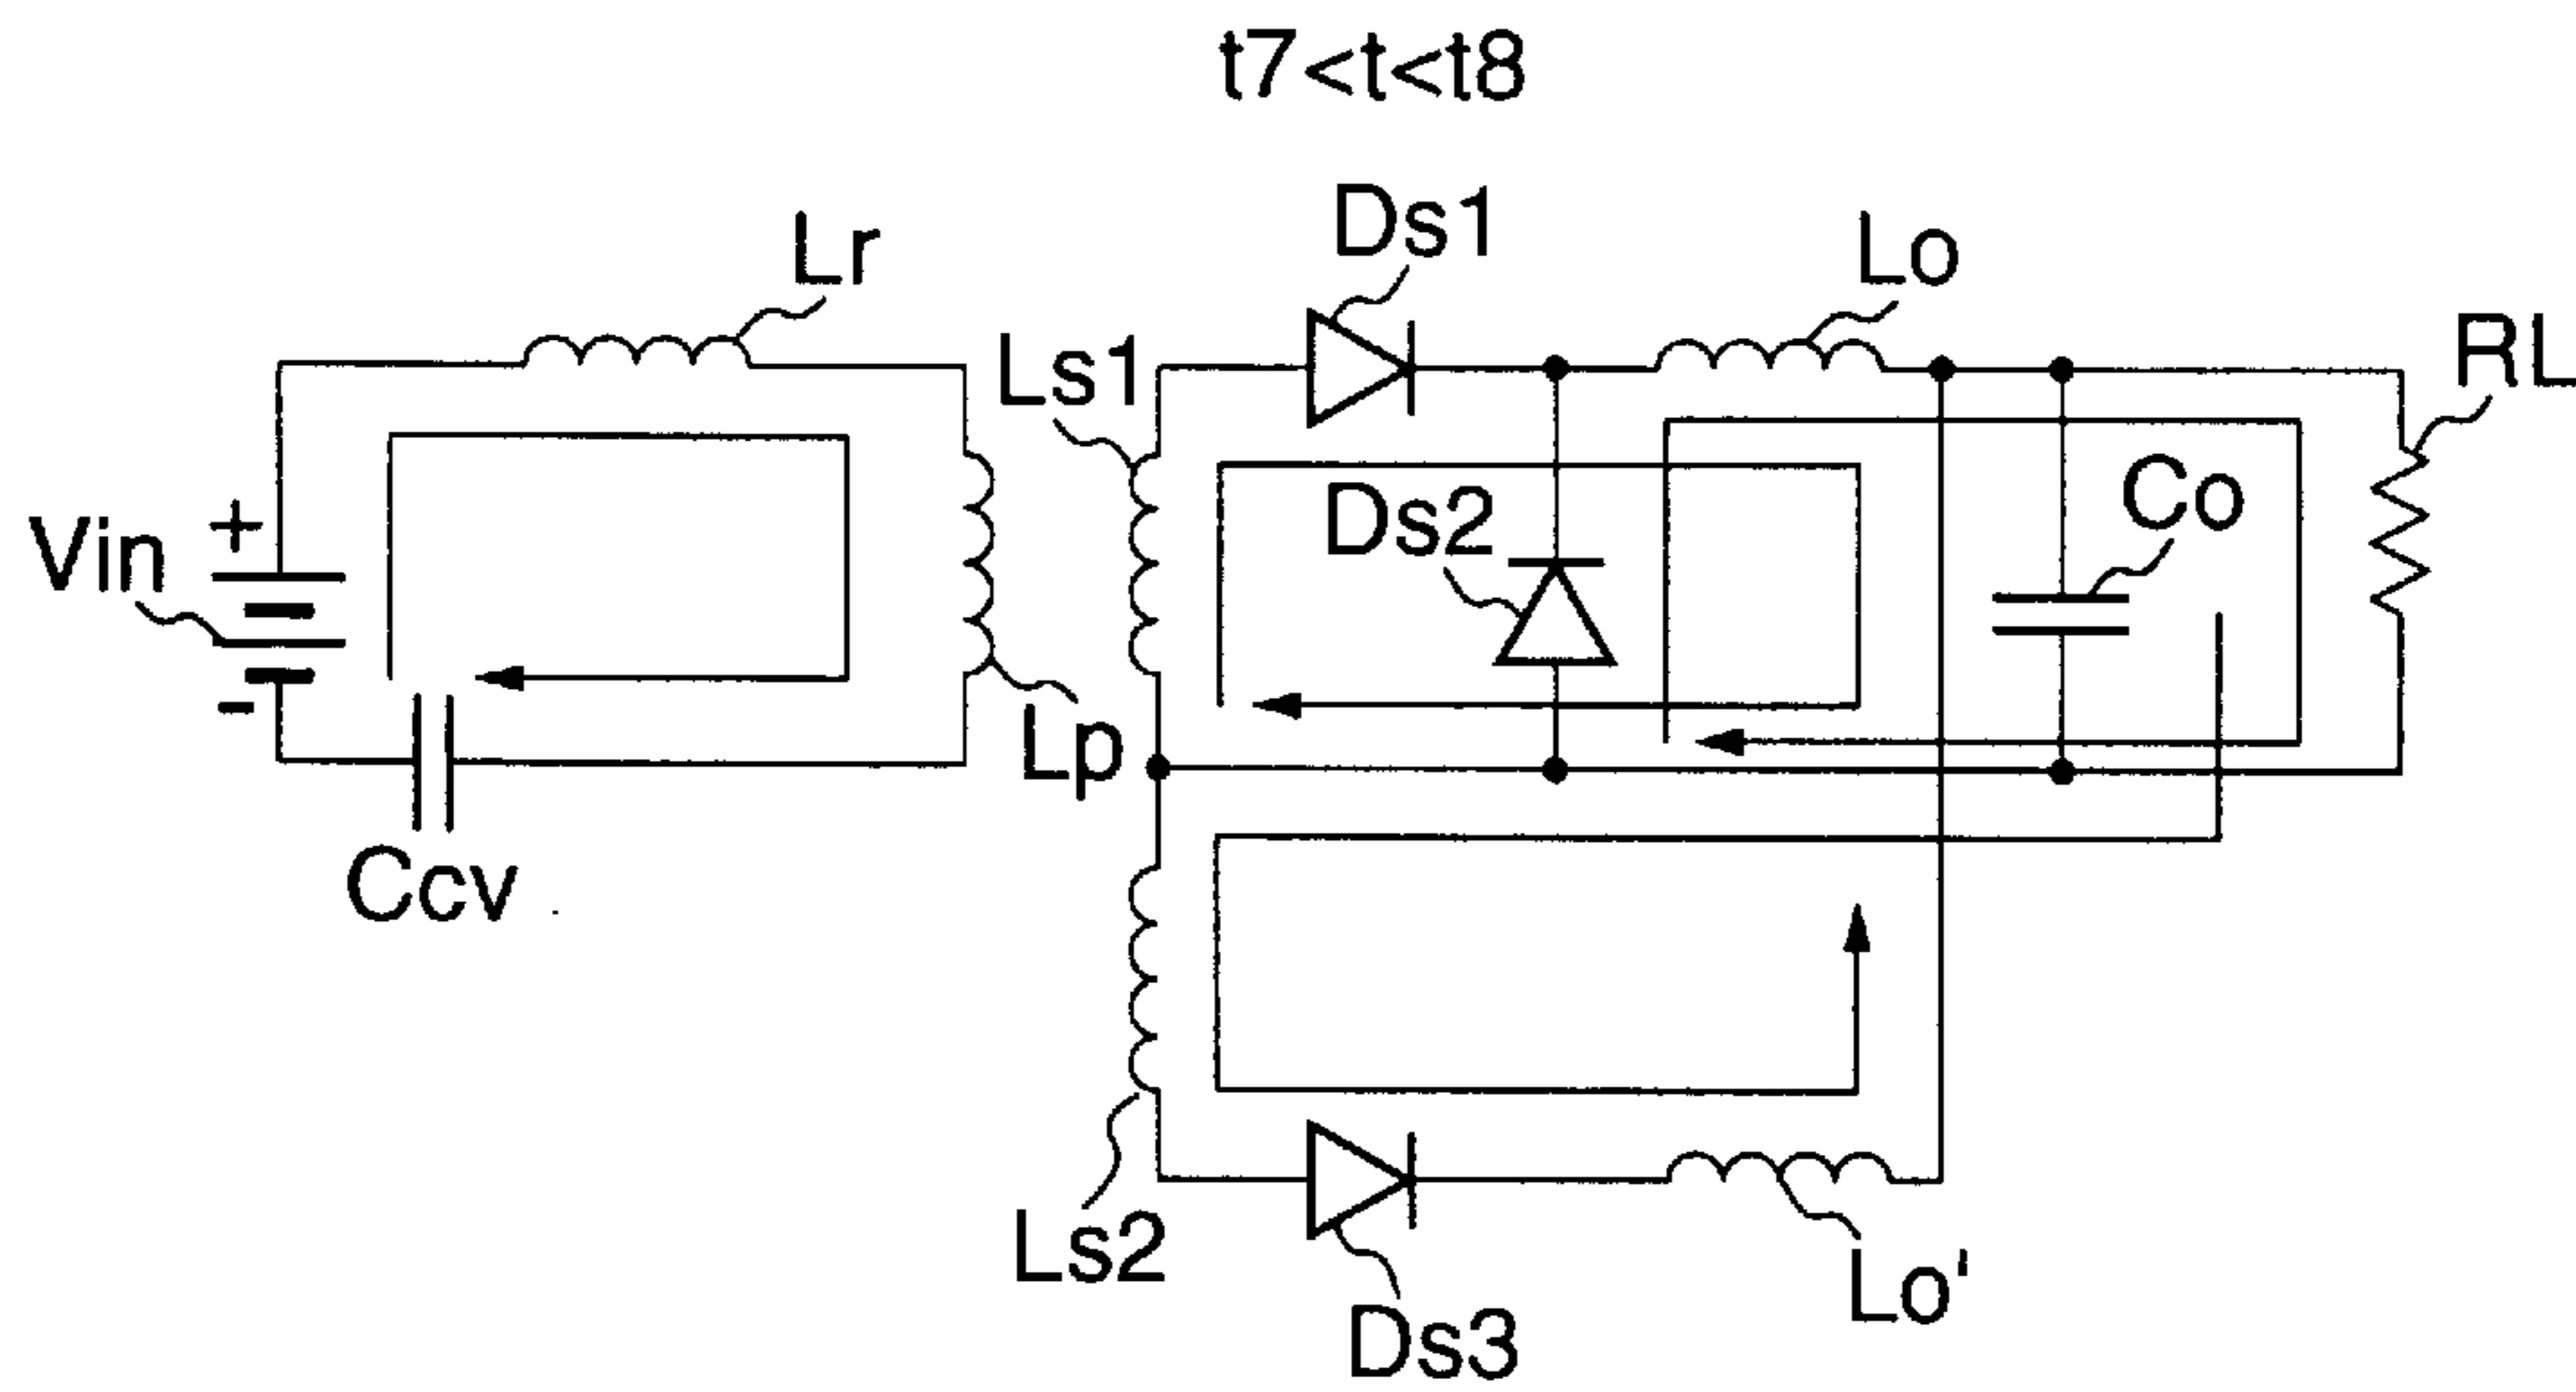 t7<t<t8
Ds1
Lo
Lr
RL
Ls1
Co
Ds2
+
Vin
-
Lp
Ccv
Ls2
Lo'
Ds3